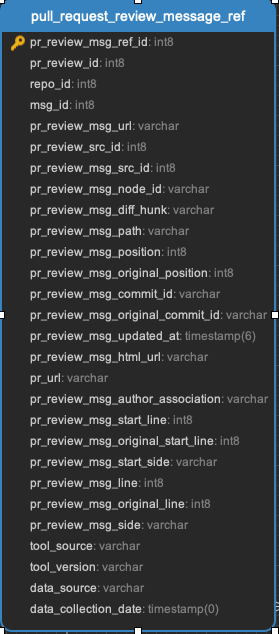 pull_request_review_message_ref
pr_review_msg_ref_id: int8
pr_review_id: int8
repo_id: int8
msg_id: int8
pr_review_msg_url: varchar
pr_review_src_id: int8
pr_review_msg_src_id: int8
pr_review_msg_node_id: varchar
pr_review_msg_diff_hunk: varchar
pr_review_msg_path: varchar
pr_review_msg_position: int8
pr_review_msg_original_position: int8
pr_review_msg_commit_id: varchar
pr_review_msg_original_commit_id: varchar
pr_review_msg_updated_at: timestamp(6)
pr_review_msg_html_url: varchar
pr_url: varchar
pr_review_msg_author_association: varchar
pr_review_msg_start_line: int8
pr_review_msg_original_start_line: int8
pr_review_msg_start_side: varchar
pr_review_msg_line: int8
pr_review_msg_original_line: int8
pr_review_msg_side: varchar
tool_source: varchar
tool_version: varchar
data_source: varchar
data_collection_date: timestamp(0)